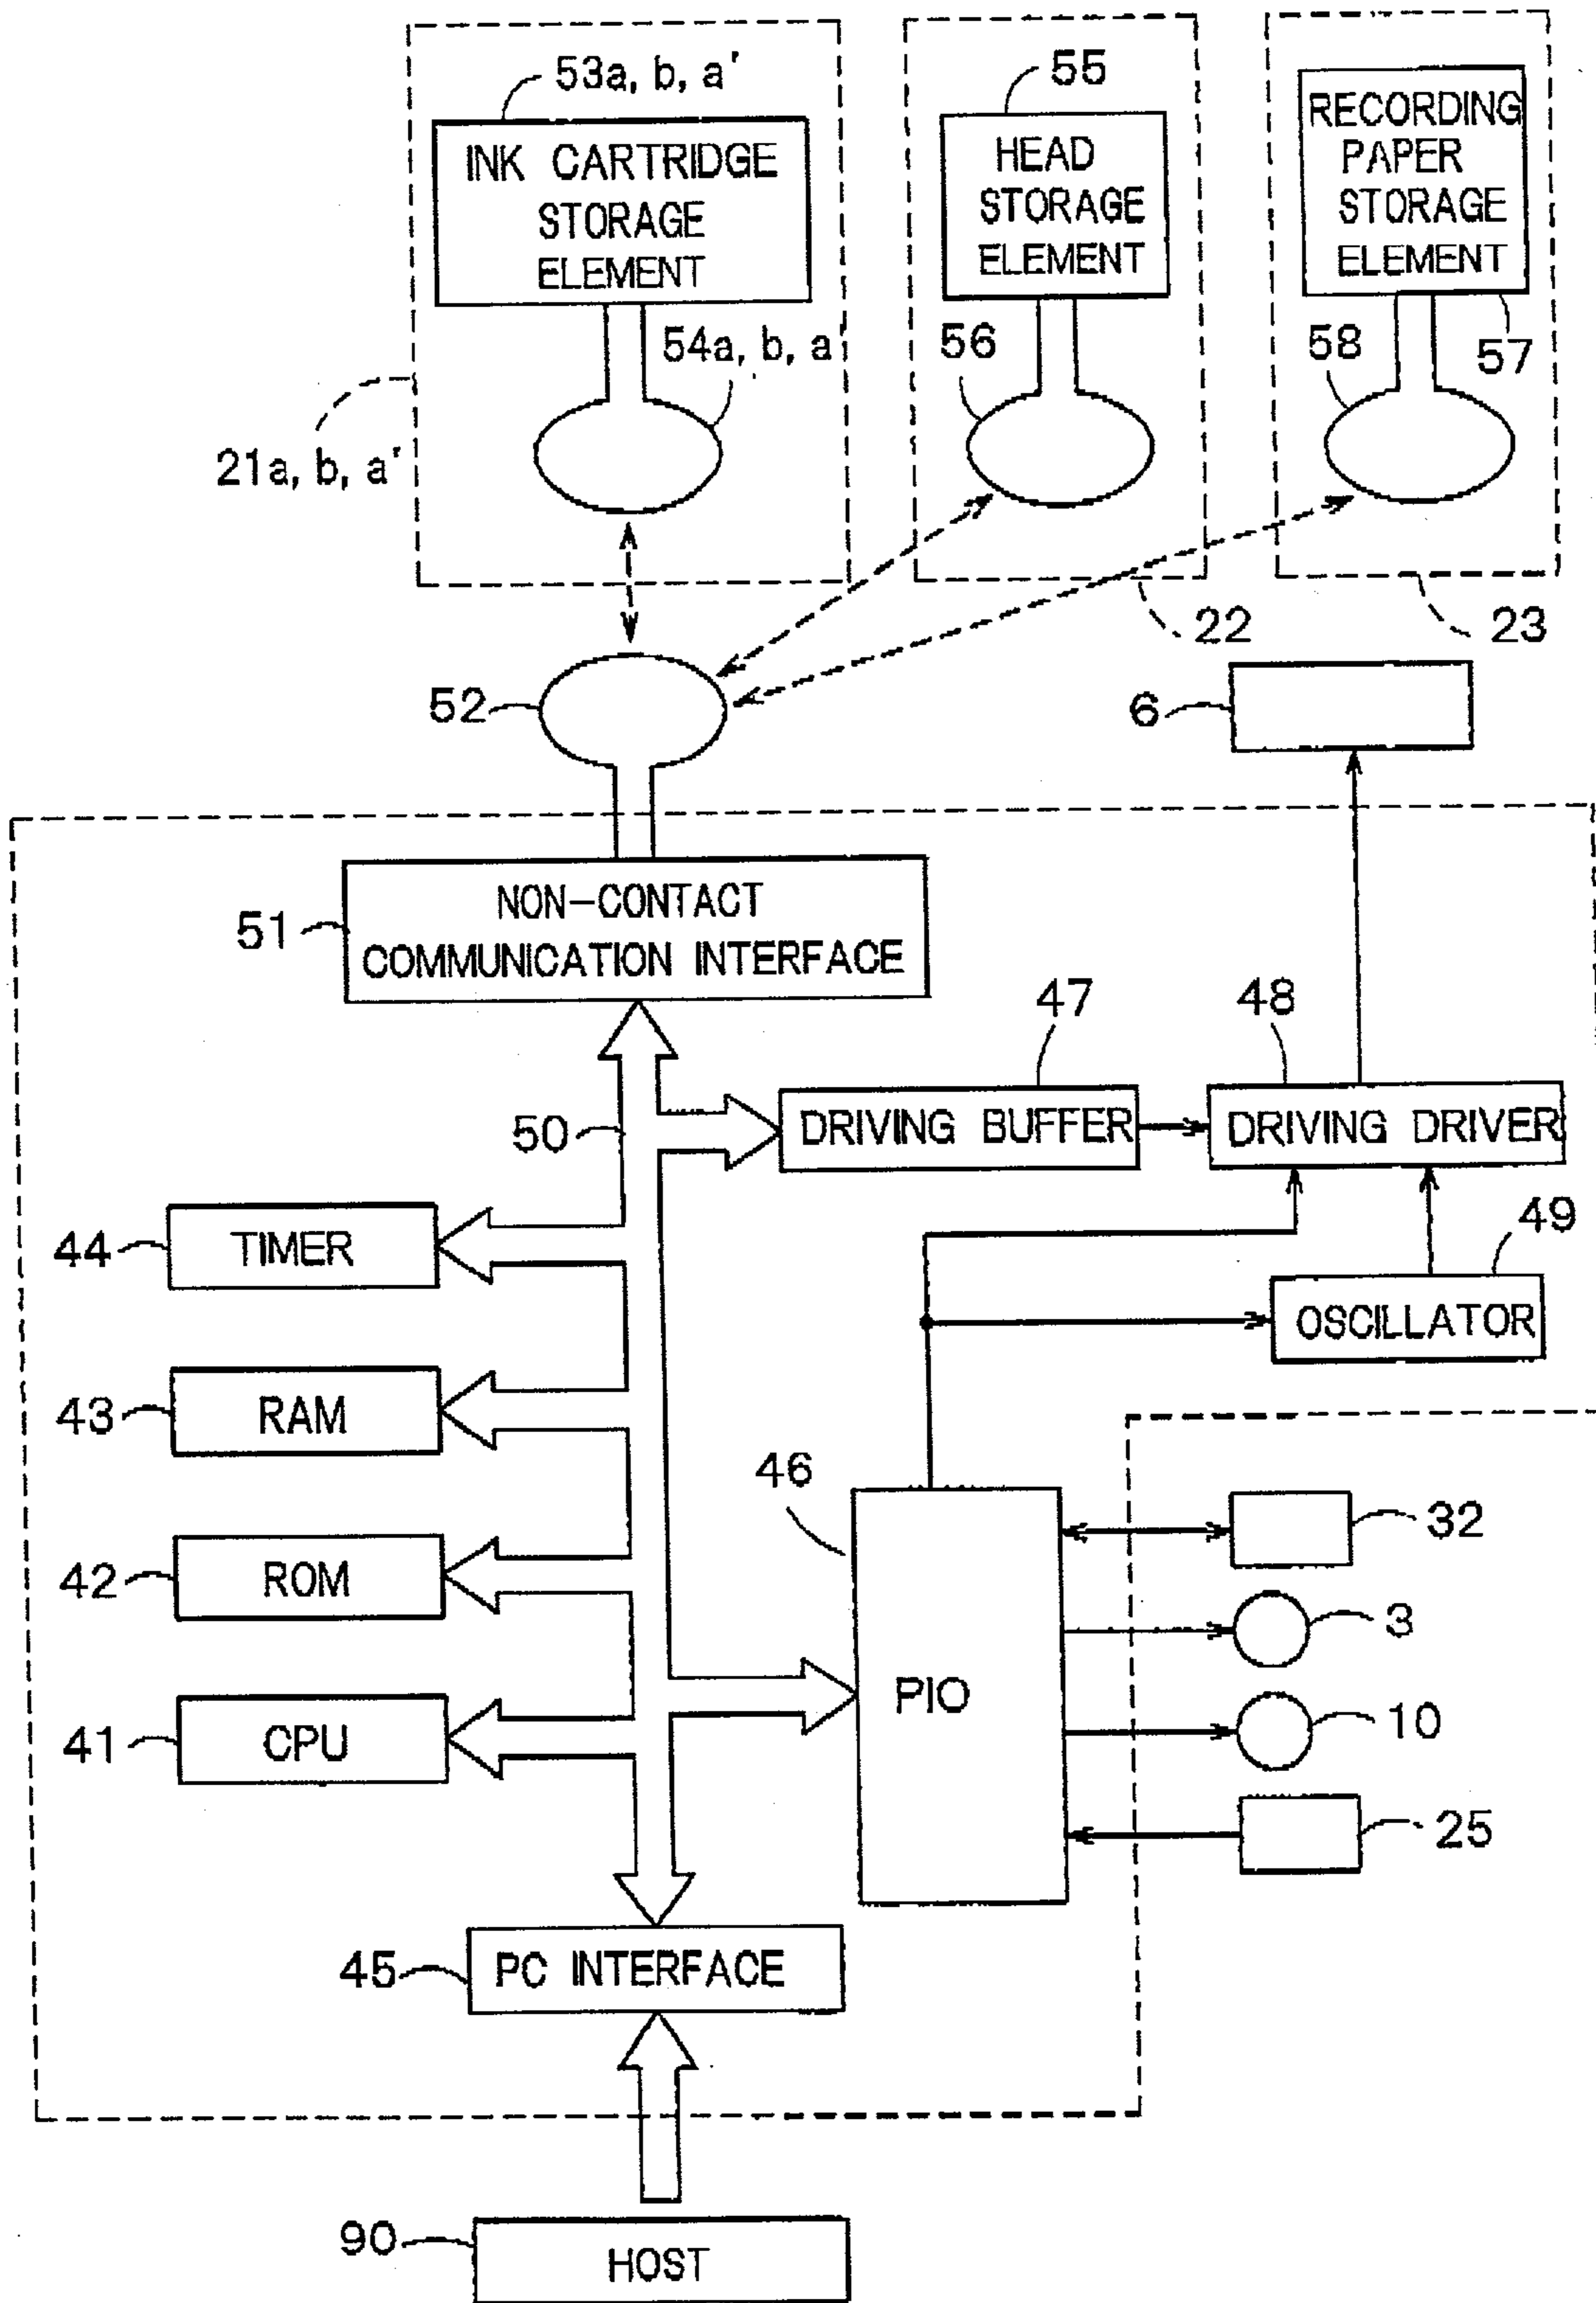 53a, b, a'
INK CARTRIDGE
STORAGE
ELEMENT
54a, b, a'
21a, b, a'
55
HEAD
STORAGE
ELEMENT
56
22
RECORDING
PAPER
STORAGE
ELEMENT
57
58
23
52
6
51
NON-CONTACT
COMMUNICATION INTERFACE
47
48
50
DRIVING BUFFER
DRIVING DRIVER
44
TIMER
49
OSCILLATOR
43
RAM
46
32
42
ROM
3
PIO
10
41
CPU
25
45
PC INTERFACE
90
HOST